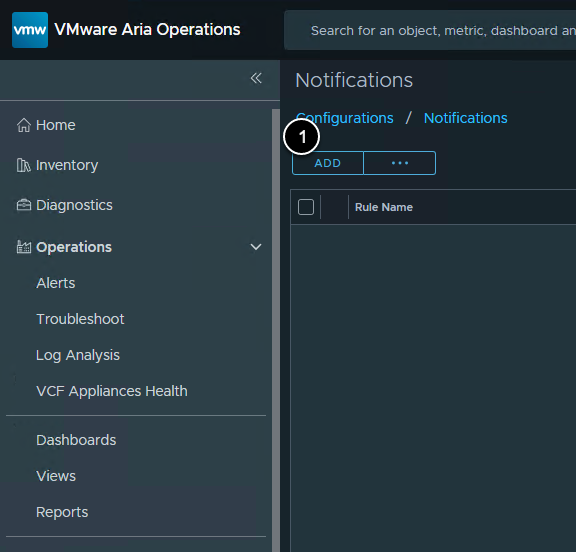 vmw VMware Aria Operations
Search for an object, metric, dashboard an
Notifications
Configurations / Notifications
1
ADD ...
Rule Name
Home
Inventory
Diagnostics
Operations
Alerts
Troubleshoot
Log Analysis
VCF Appliances Health
Dashboards
Views
Reports